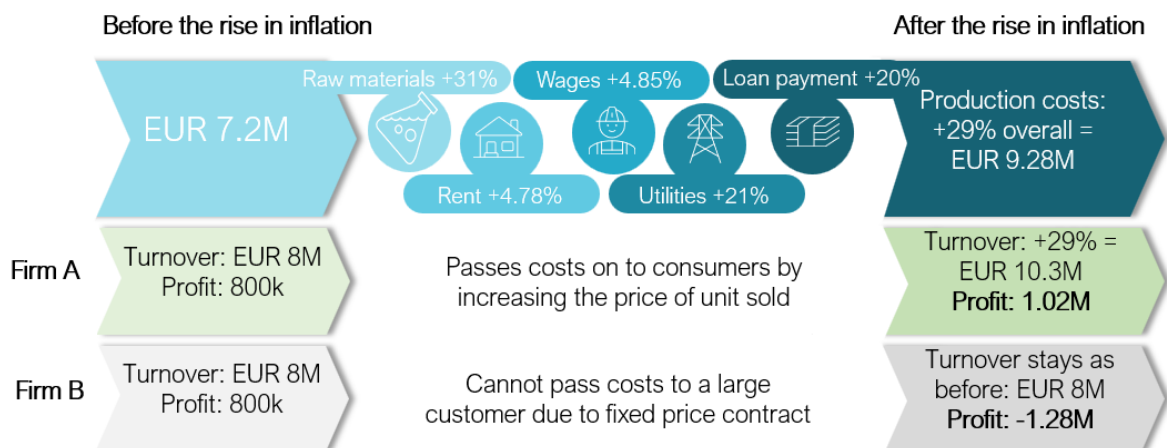 Before the rise in inflation
After the rise in inflation
Raw materials +31%
Wages +4.85%
Loan payment +20%
EUR 7.2M
Rent +4.78%
Utilities +21%
Production costs:
+29% overall =
EUR 9.28M
Firm A
Turnover: EUR 8M
Profit: 800k
Passes costs on to consumers by
increasing the price of unit sold
Turnover: +29% =
EUR 10.3M
Profit: 1.02M
Firm B
Turnover: EUR 8M
Profit: 800k
Cannot pass costs to a large
customer due to fixed price contract
Turnover stays as
before: EUR 8M
Profit: -1.28M